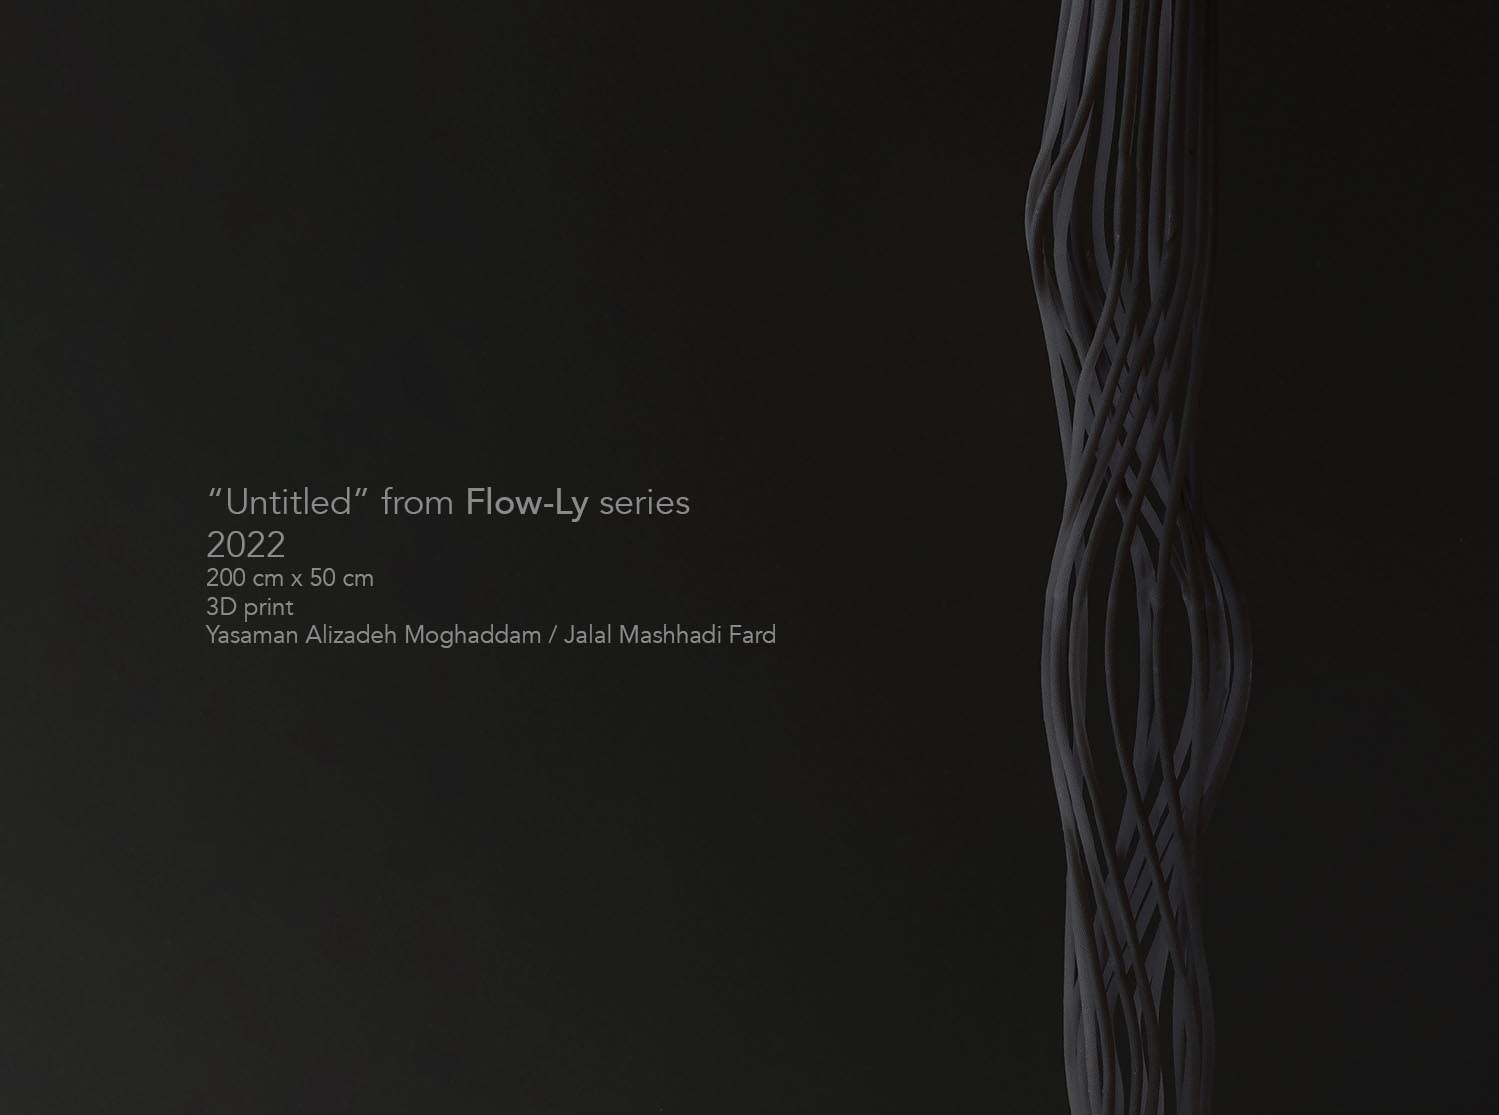 “Untitled” from Flow-Ly series
2022
200 cm x 50 cm
3D print
Yasaman Alizadeh Moghaddam / Jalal Mashhadi Fard